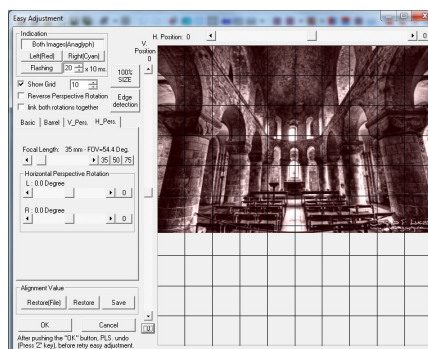 Easy Adjustment
Indication
Both Images(Anaglyph)
Left(Red) Right(Cyan)
Flashing 20 x 10 ms.
V. Position
0
H. Position: 0
0
100% SIZE
Show Grid 10
Reverse Perspective Rotation
link both rotations together
Edge detection
Basic Barrel V_Pers. H_Pers.
Focal Length: 35 mm - FOV=54.4 Deg.
35 50 75
Horizontal Perspective Rotation
L : 0.0 Degree
0
R : 0.0 Degree
0
Alignment Value
Restore(File) Restore Save
OK Cancel
0
After pushing the "OK" button, PLS. undo
(Press 'Z' key), before retry easy adjustment.